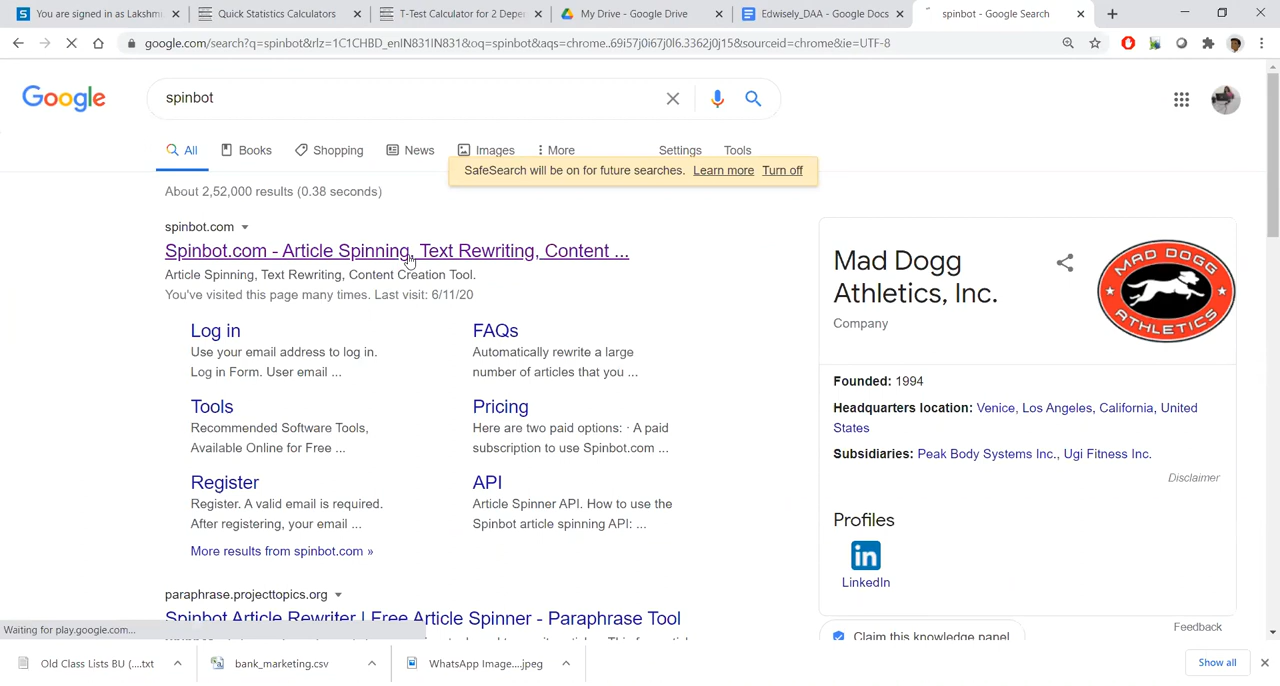 You are signed in as Lakshm
Quick Statistics Calculators
T-Test Calculator for 2 Depen
My Drive - Google Drive
Edwisely_DAA - Google Docs
spinbot - Google Search
google.com/search?q=spinbot&rlz=1C1CHBD_enIN831IN831&oq=spinbot&aqs=chrome..69i57j0i67j0l6.3362j0j15&sourceid=chrome&ie=UTF-8
Google
spinbot
All
Books
Shopping
News
Images
More
Settings
Tools
SafeSearch will be on for future searches. Learn more Turn off
About 2,52,000 results (0.38 seconds)
spinbot.com
Spinbot.com - Article Spinning, Text Rewriting, Content ...
Article Spinning, Text Rewriting, Content Creation Tool.
You've visited this page many times. Last visit: 6/11/20
Log in
Use your email address to log in.
Log in Form. User email ...
FAQs
Automatically rewrite a large
number of articles that you ...
Tools
Recommended Software Tools,
Available Online for Free ...
Pricing
Here are two paid options: · A paid
subscription to use Spinbot.com ...
Register
Register. A valid email is required.
After registering, your email ...
API
Article Spinner API. How to use the
Spinbot article spinning API: ...
More results from spinbot.com »
paraphrase.projecttopics.org
Spinbot Article Rewriter | Free Article Spinner - Paraphrase Tool
Mad Dogg
Athletics, Inc.
Company
MAD DOGG
ATHLETICS
Founded: 1994
Headquarters location: Venice, Los Angeles, California, United
States
Subsidiaries: Peak Body Systems Inc., Ugi Fitness Inc.
Disclaimer
Profiles
in
LinkedIn
Claim this knowledge panel
Feedback
Waiting for play.google.com...
Old Class Lists BU (....txt
bank_marketing.csv
WhatsApp Image....jpeg
Show all